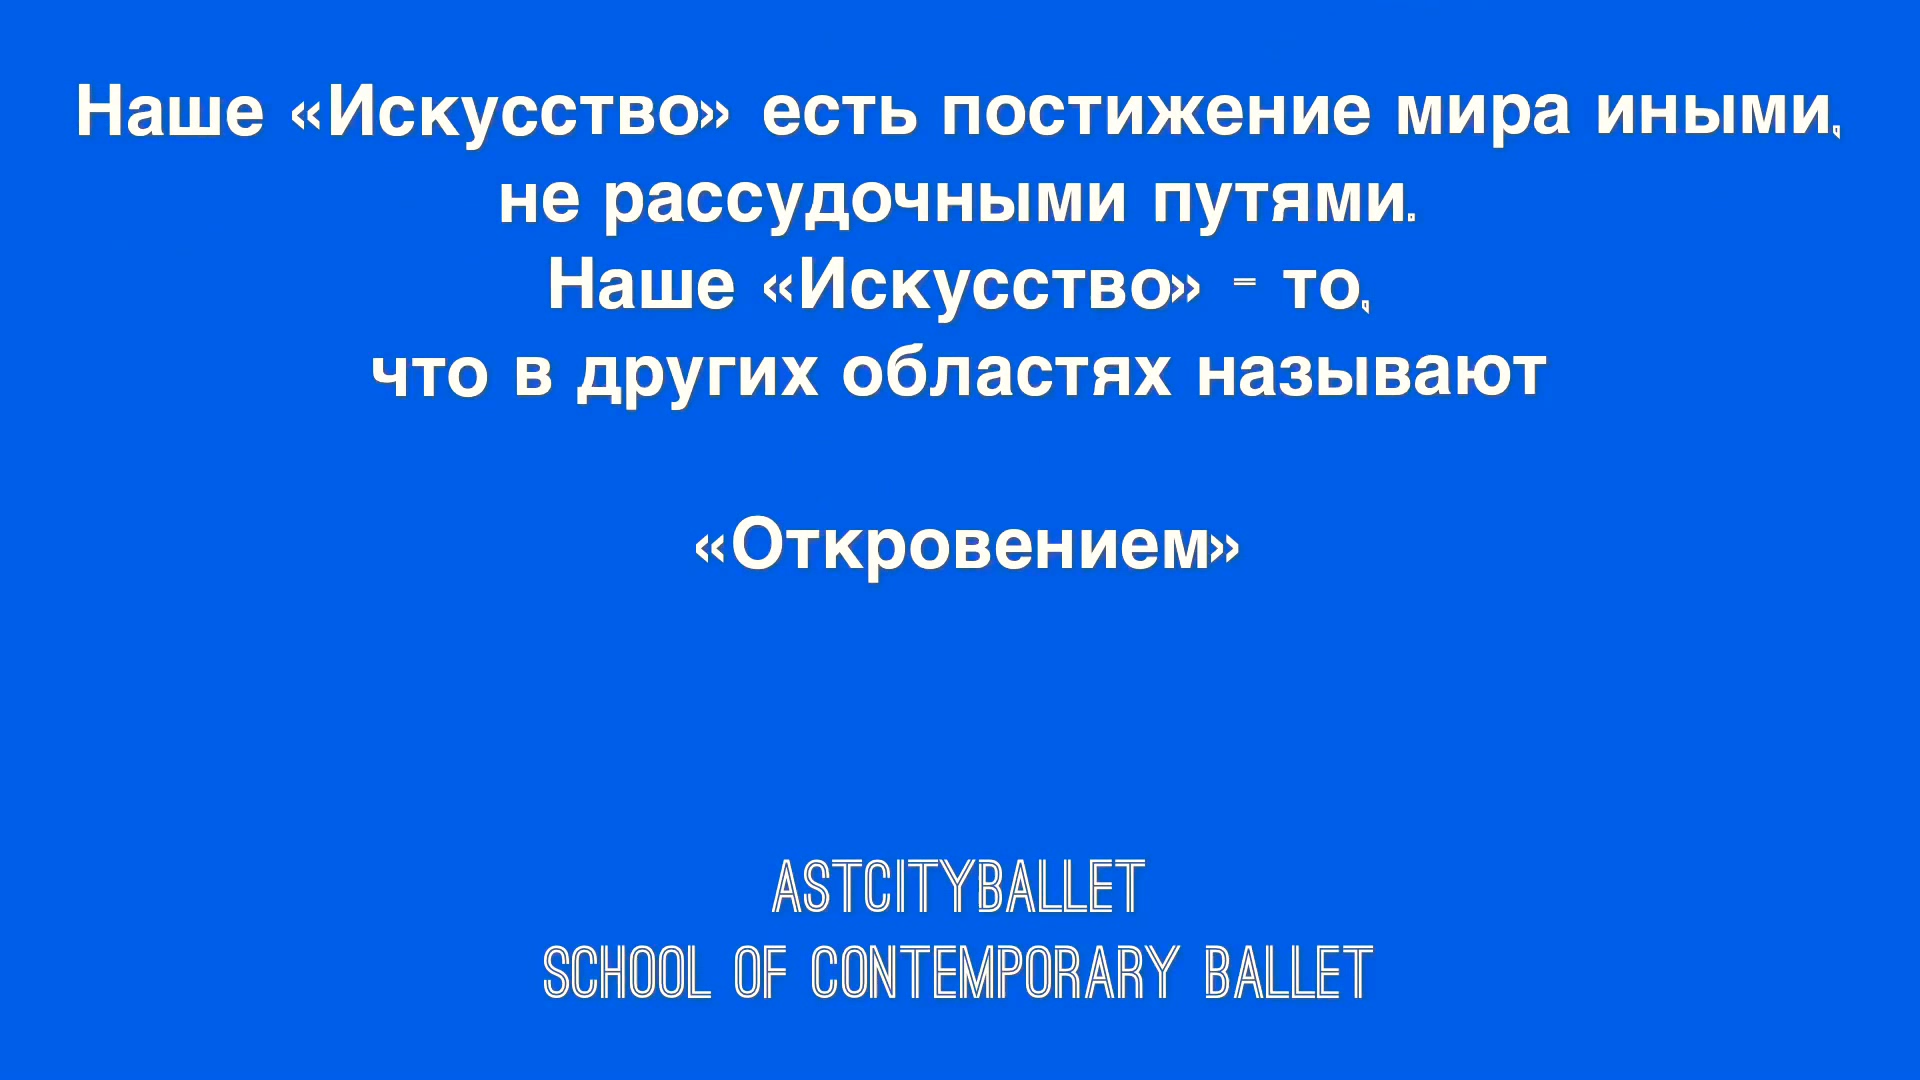 Наше «Искусство» есть постижение мира иными,
не рассудочными путями.
Наше «Искусство» - то,
что в других областях называют
«Откровением»
ASTCITYBALLET
SCHOOL OF CONTEMPORARY BALLET